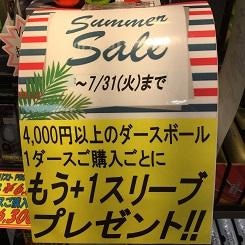 Summer
Sale
～7/31(火)まで
4,000円以上のダースボール
1ダースご購入ごとに
もう+1スリーブ
プレゼント!!